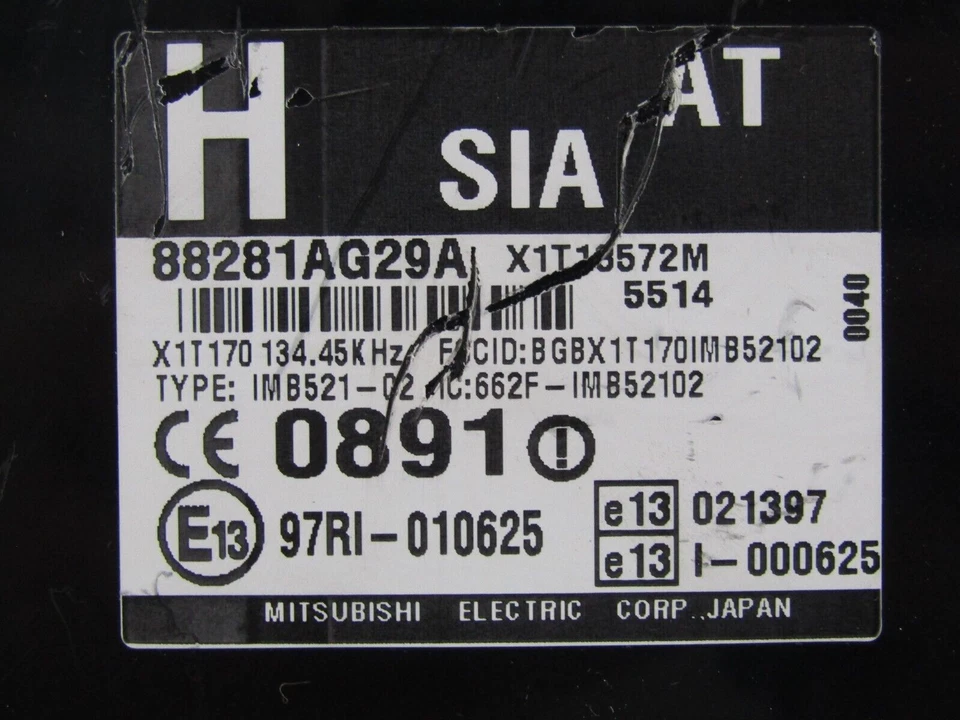 H AT
SIA
88281AG29A X1T18572M
5514
0040
X1T170 134.45KHz FCCID:BGBX1T170IMB52102
TYPE: IMB521-02 IC:662F-IMB52102
CE 0891 !
E13 97RI-010625
e13 021397
e13 I-000625
MITSUBISHI ELECTRIC CORP. JAPAN